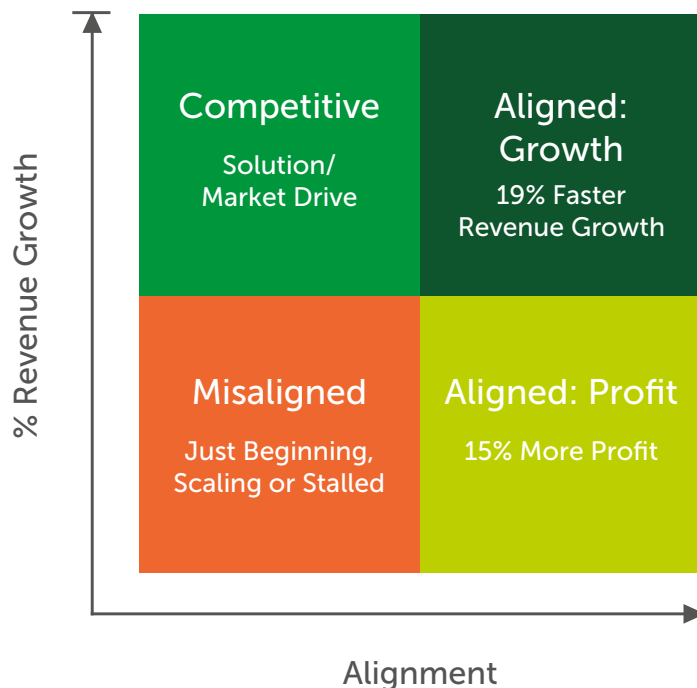 % Revenue Growth
Competitive
Solution/
Market Drive
Aligned:
Growth
19% Faster
Revenue Growth
Misaligned
Just Beginning,
Scaling or Stalled
Aligned: Profit
15% More Profit
Alignment